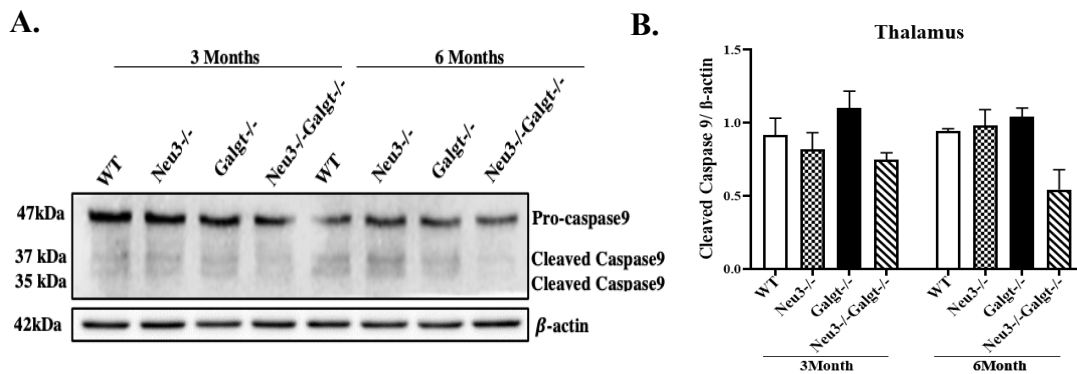 A.
3 Months
6 Months
WT
Neu3-/-
Galgt-/-
Neu3-/-Galgt-/-
WT
Neu3-/-
Galgt-/-
Neu3-/-Galgt-/-
47kDa
Pro-caspase9
37 kDa
Cleaved Caspase9
35 kDa
Cleaved Caspase9
42kDa
β-actin
B.
Thalamus
Cleaved Caspase 9/ ß-actin
1.5
1.0
0.5
0.0
WT
Neu3-/-
Galgt-/-
Neu3-/-Galgt-/-
WT
Neu3-/-
Galgt-/-
Neu3-/-Galgt-/-
3Month
6Month